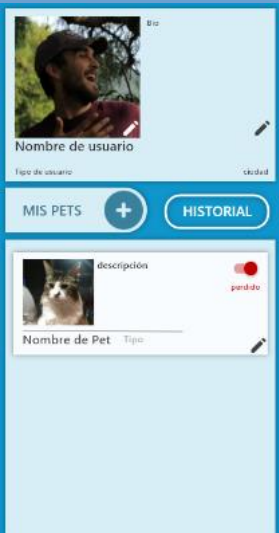 Bio
Nombre de usuario
Tipo de usuario
ciudad
MIS PETS
HISTORIAL
descripción
perdido
Nombre de Pet
Tipo